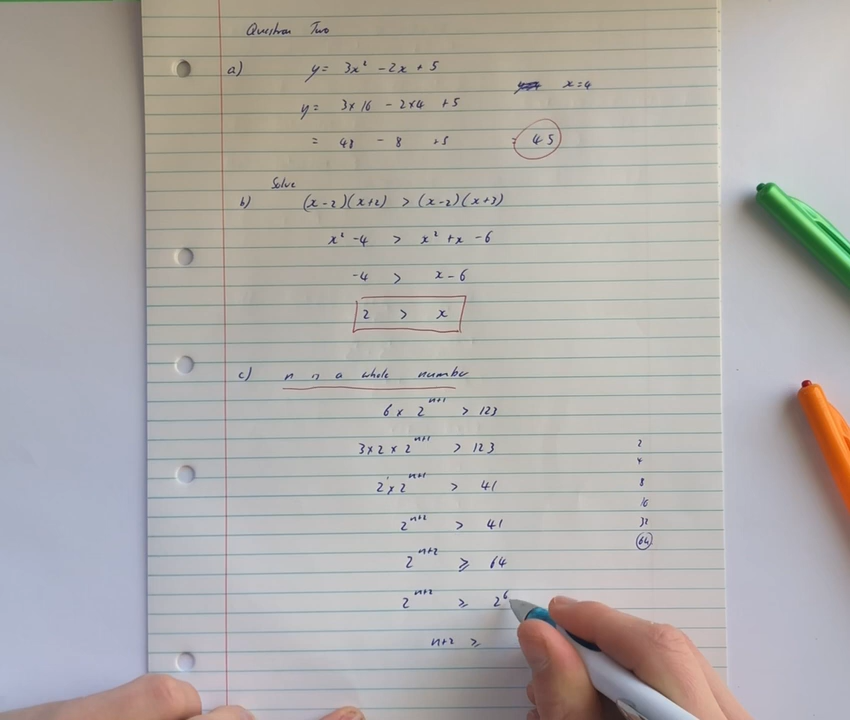 Question Two
a) y = 3x² - 2x + 5
x = 4
y = 3×16 - 2×4 + 5
= 48 - 8 + 5 = 45
Solve
b) (x-2)(x+2) > (x-2)(x+3)
x² - 4 > x² + x - 6
-4 > x - 6
2 > x
c) n is a whole number
6 × 2ⁿ⁺¹ > 123
3×2×2ⁿ⁺¹ > 123
2¹×2ⁿ⁺¹ > 41
2ⁿ⁺² > 41
2ⁿ⁺² ⩾ 64
2ⁿ⁺² ⩾ 2⁶
n+2 ⩾
2
4
8
16
32
64